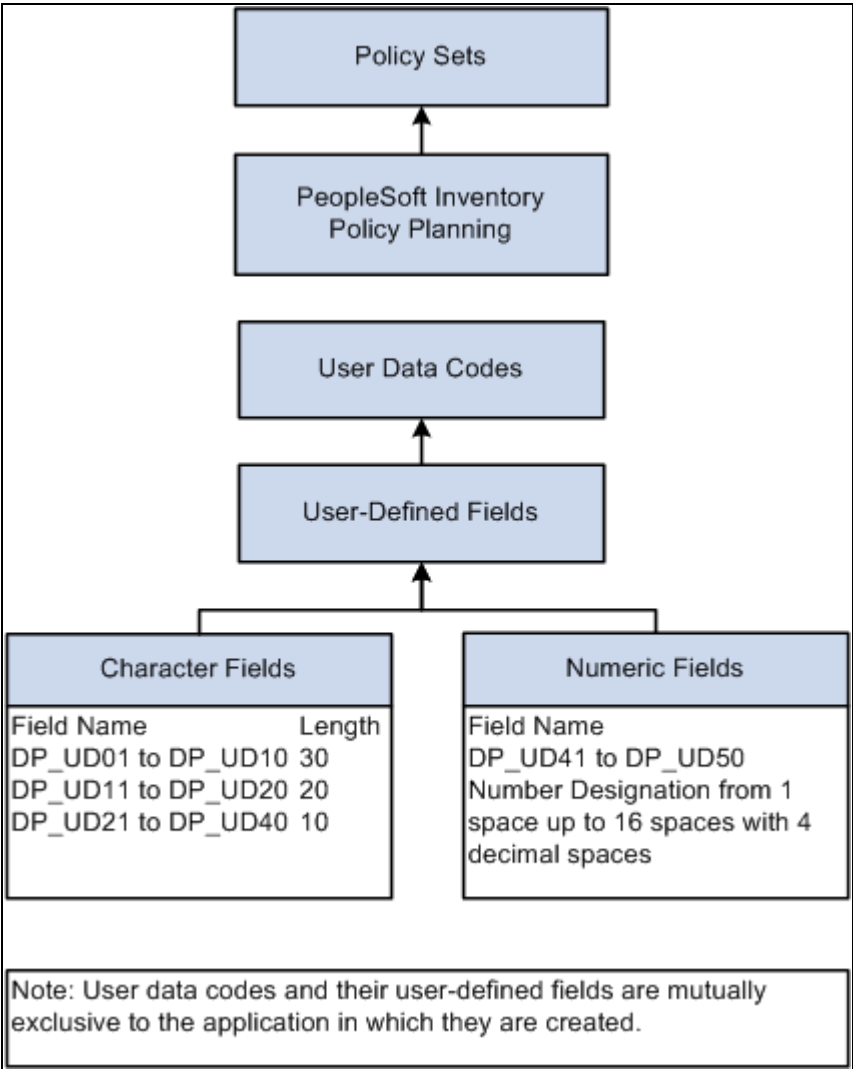 Policy Sets
PeopleSoft Inventory
Policy Planning
User Data Codes
User-Defined Fields
Character Fields
Field Name Length
DP_UD01 to DP_UD10 30
DP_UD11 to DP_UD20 20
DP_UD21 to DP_UD40 10
Numeric Fields
Field Name
DP_UD41 to DP_UD50
Number Designation from 1
space up to 16 spaces with 4
decimal spaces
Note: User data codes and their user-defined fields are mutually
exclusive to the application in which they are created.